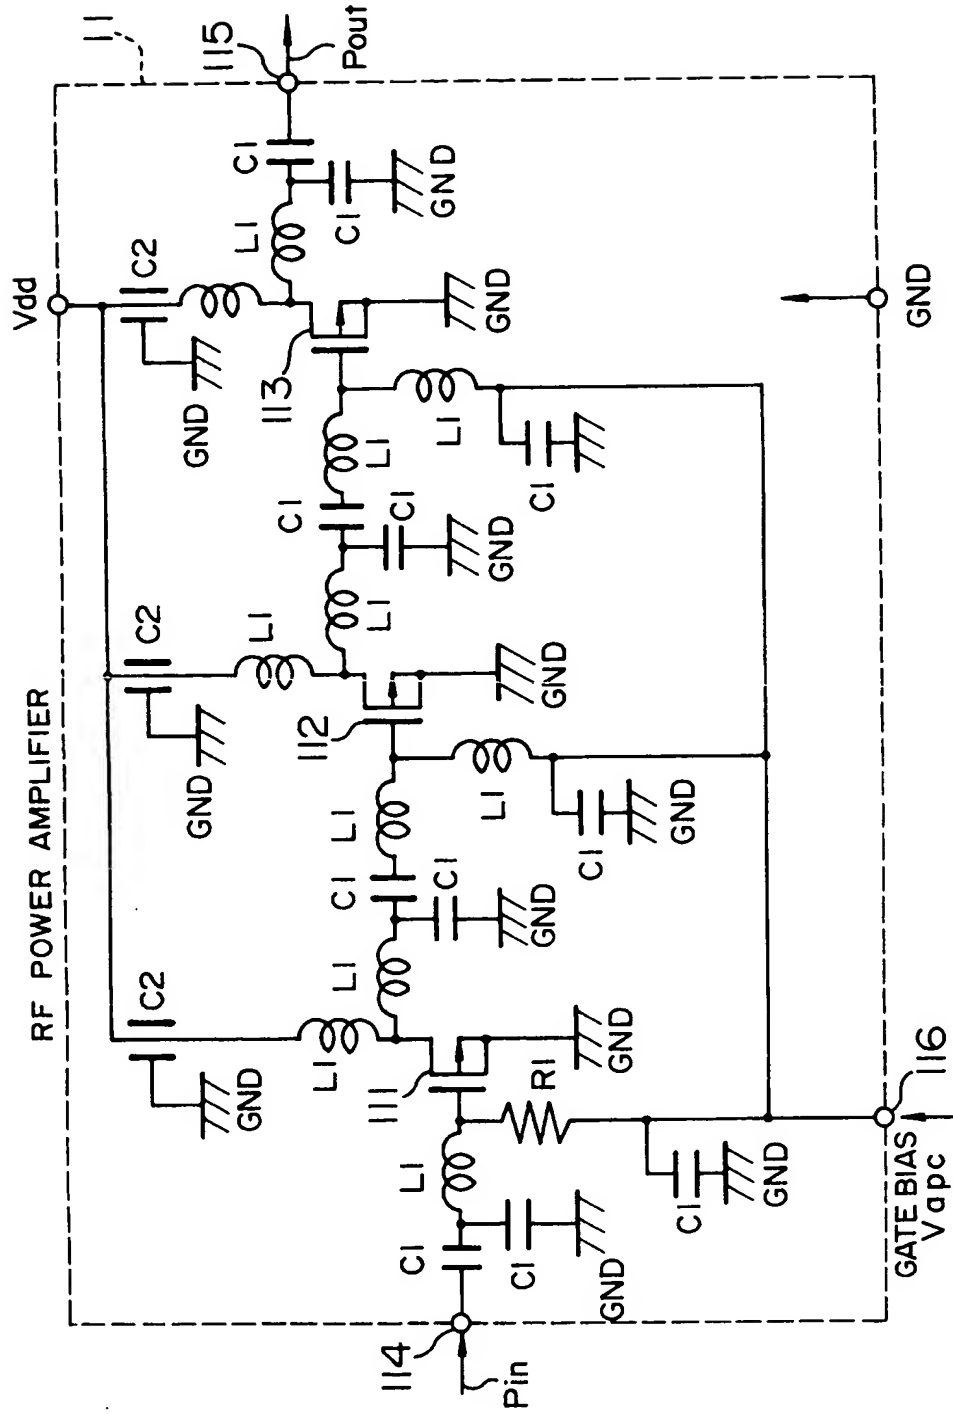 Vdd
11
RF POWER AMPLIFIER
C2
C2
C2
GND
GND
GND
115
L1
L1
L1
C1
Pout
111
112
113
L1
C1
L1
L1
C1
L1
C1
114
C1
L1
C1
C1
GND
Pin
C1
R1
GND
GND
GND
GND
GND
L1
L1
GND
GND
C1
C1
C1
GND
GND
GATE BIAS
Vapc
116
GND